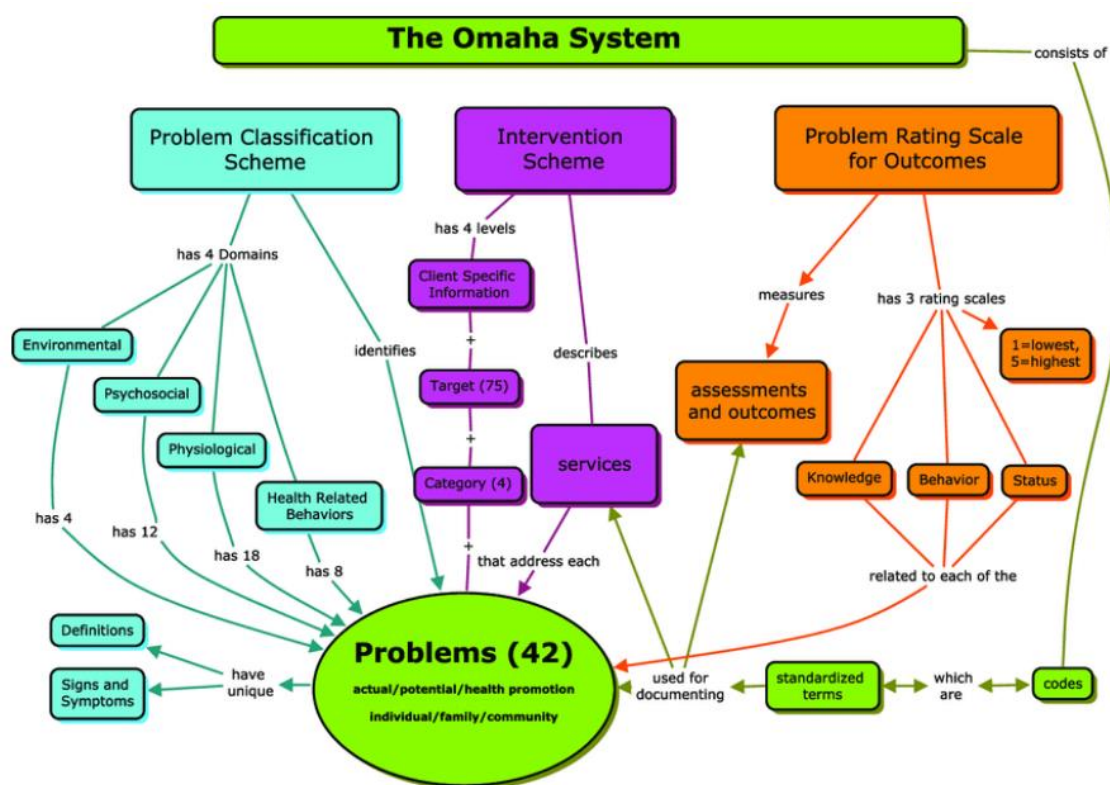 The Omaha System
consists of
Problem Classification
Scheme
Intervention
Scheme
Problem Rating Scale
for Outcomes
has 4 Domains
has 4 levels
Client Specific
Information
measures
has 3 rating scales
Environmental
identifies
+
describes
1=lowest,
5=highest
Psychosocial
Target (75)
assessments
and outcomes
Physiological
+
services
Knowledge
Behavior
Status
Health Related
Behaviors
Category (4)
has 4
has 12
has 18
has 8
+
that address each
related to each of the
Definitions
Signs and
Symptoms
have
unique
Problems (42)
actual/potential/health promotion
individual/family/community
used for
documenting
standardized
terms
which
are
codes